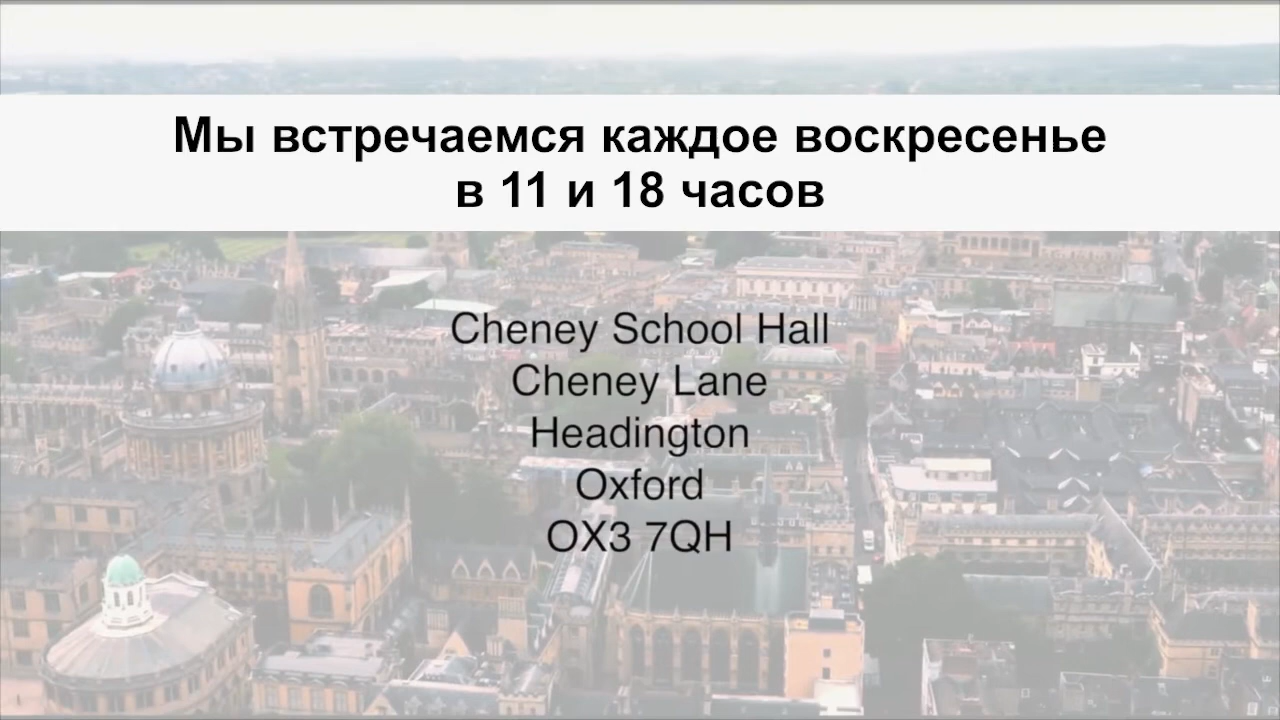 Мы встречаемся каждое воскресенье
в 11 и 18 часов
Cheney School Hall
Cheney Lane
Headington
Oxford
OX3 7QH